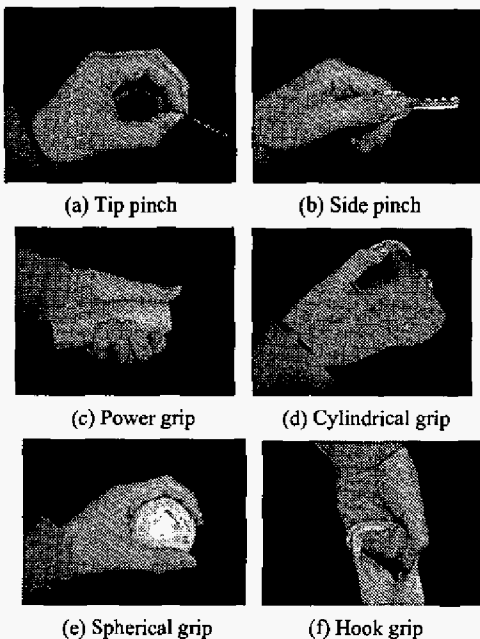 (a) Tip pinch
(b) Side pinch
(c) Power grip
(d) Cylindrical grip
(e) Spherical grip
(f) Hook grip